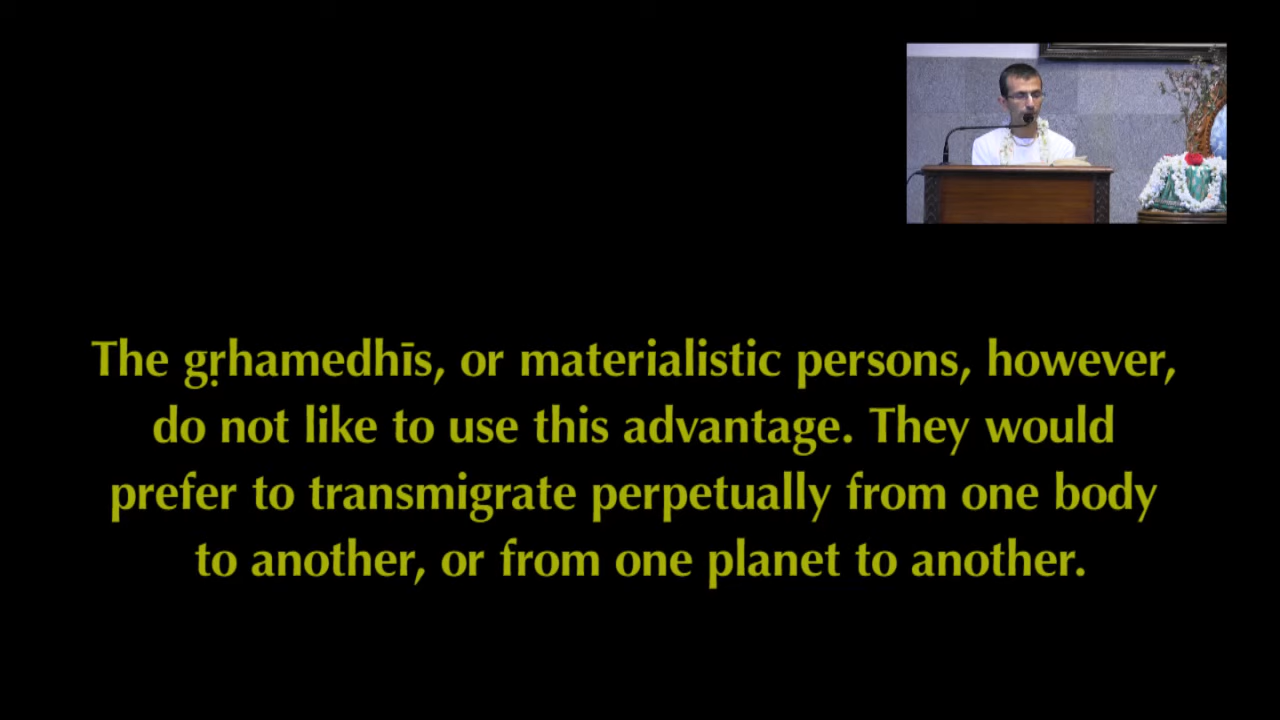 The gṛhamedhīs, or materialistic persons, however,
do not like to use this advantage. They would
prefer to transmigrate perpetually from one body
to another, or from one planet to another.